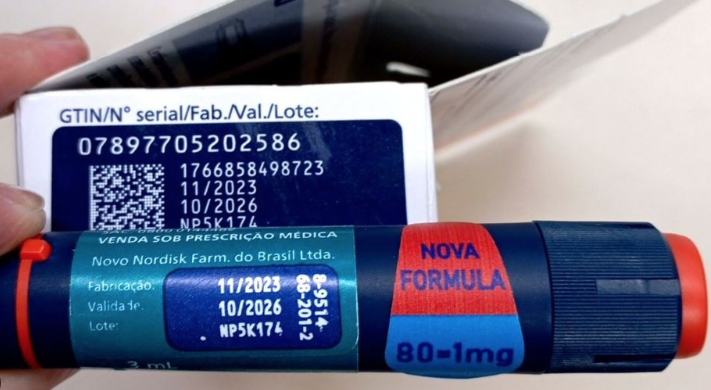 GTIN/N° serial/Fab./Val./Lote:
07897705202586
1766858498723
11/2023
10/2026
NP5K174
VENDA SOB PRESCRIÇÃO MÉDICA
Novo Nordisk Farm. do Brasil Ltda.
Fabricação: 11/2023
Validade: 10/2026
Lote: NP5K174
8-9514-
68-201-2
3 mL
NOVA
FORMULA
80=1mg